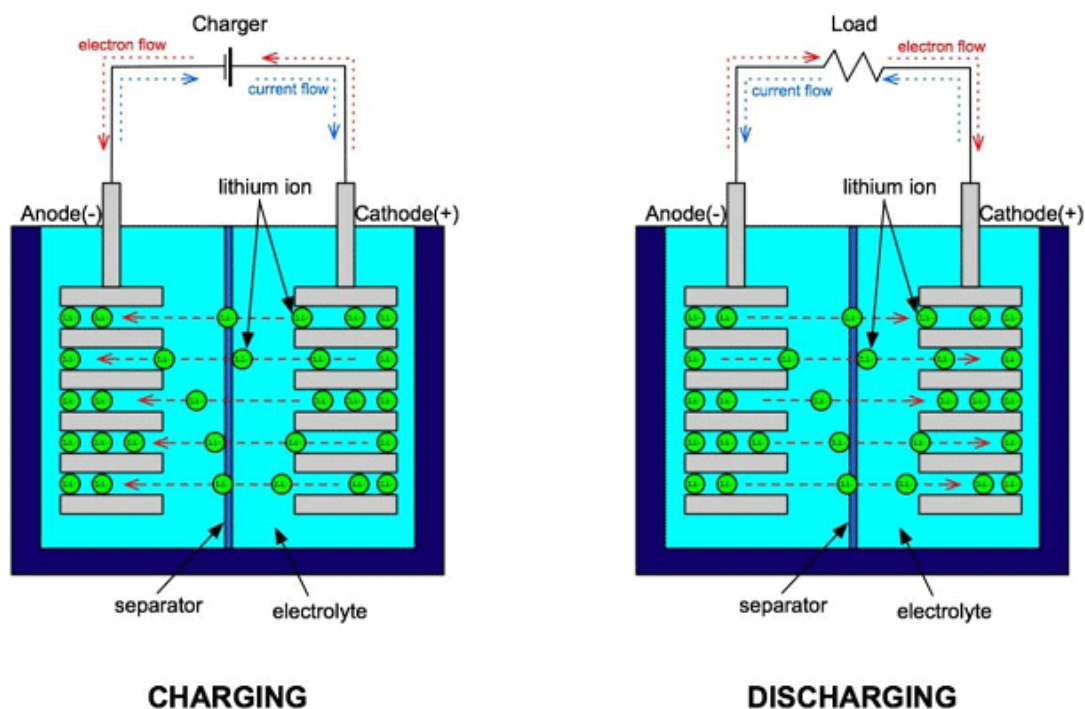 Charger
electron flow
current flow
lithium ion
Anode(-)
Cathode(+)
separator
electrolyte
CHARGING
Load
electron flow
current flow
lithium ion
Anode(-)
Cathode(+)
separator
electrolyte
DISCHARGING